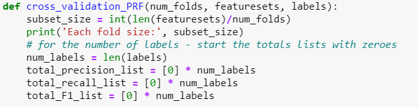 def cross_validation_PRF(num_folds, featuresets, labels):
    subset_size = int(len(featuresets)/num_folds)
    print('Each fold size:', subset_size)
    # for the number of labels - start the totals lists with zeroes
    num_labels = len(labels)
    total_precision_list = [0] * num_labels
    total_recall_list = [0] * num_labels
    total_F1_list = [0] * num_labels